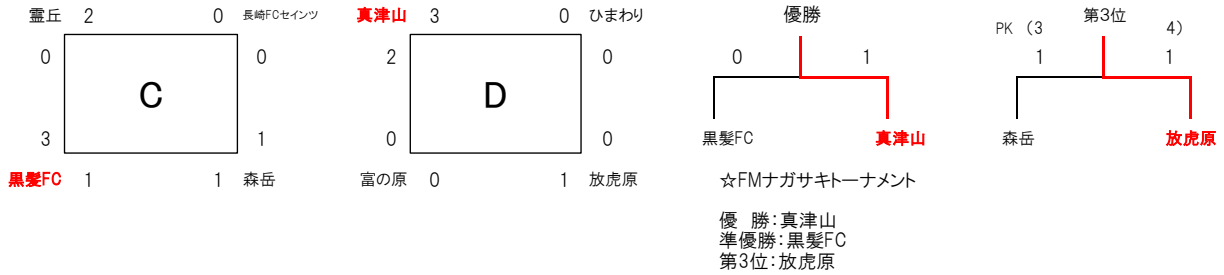 霊丘 2 0 長崎FCセインツ
0 0
C
3 1
黒髪FC 1 1 森岳
真津山 3 0 ひまわり
2 0
D
0 0
富の原 0 1 放虎原
優勝
0 1
黒髪FC 真津山
第3位
PK (3 4)
1 1
森岳 放虎原
☆FMナガサキトーナメント
優 勝:真津山
準優勝:黒髪FC
第3位:放虎原